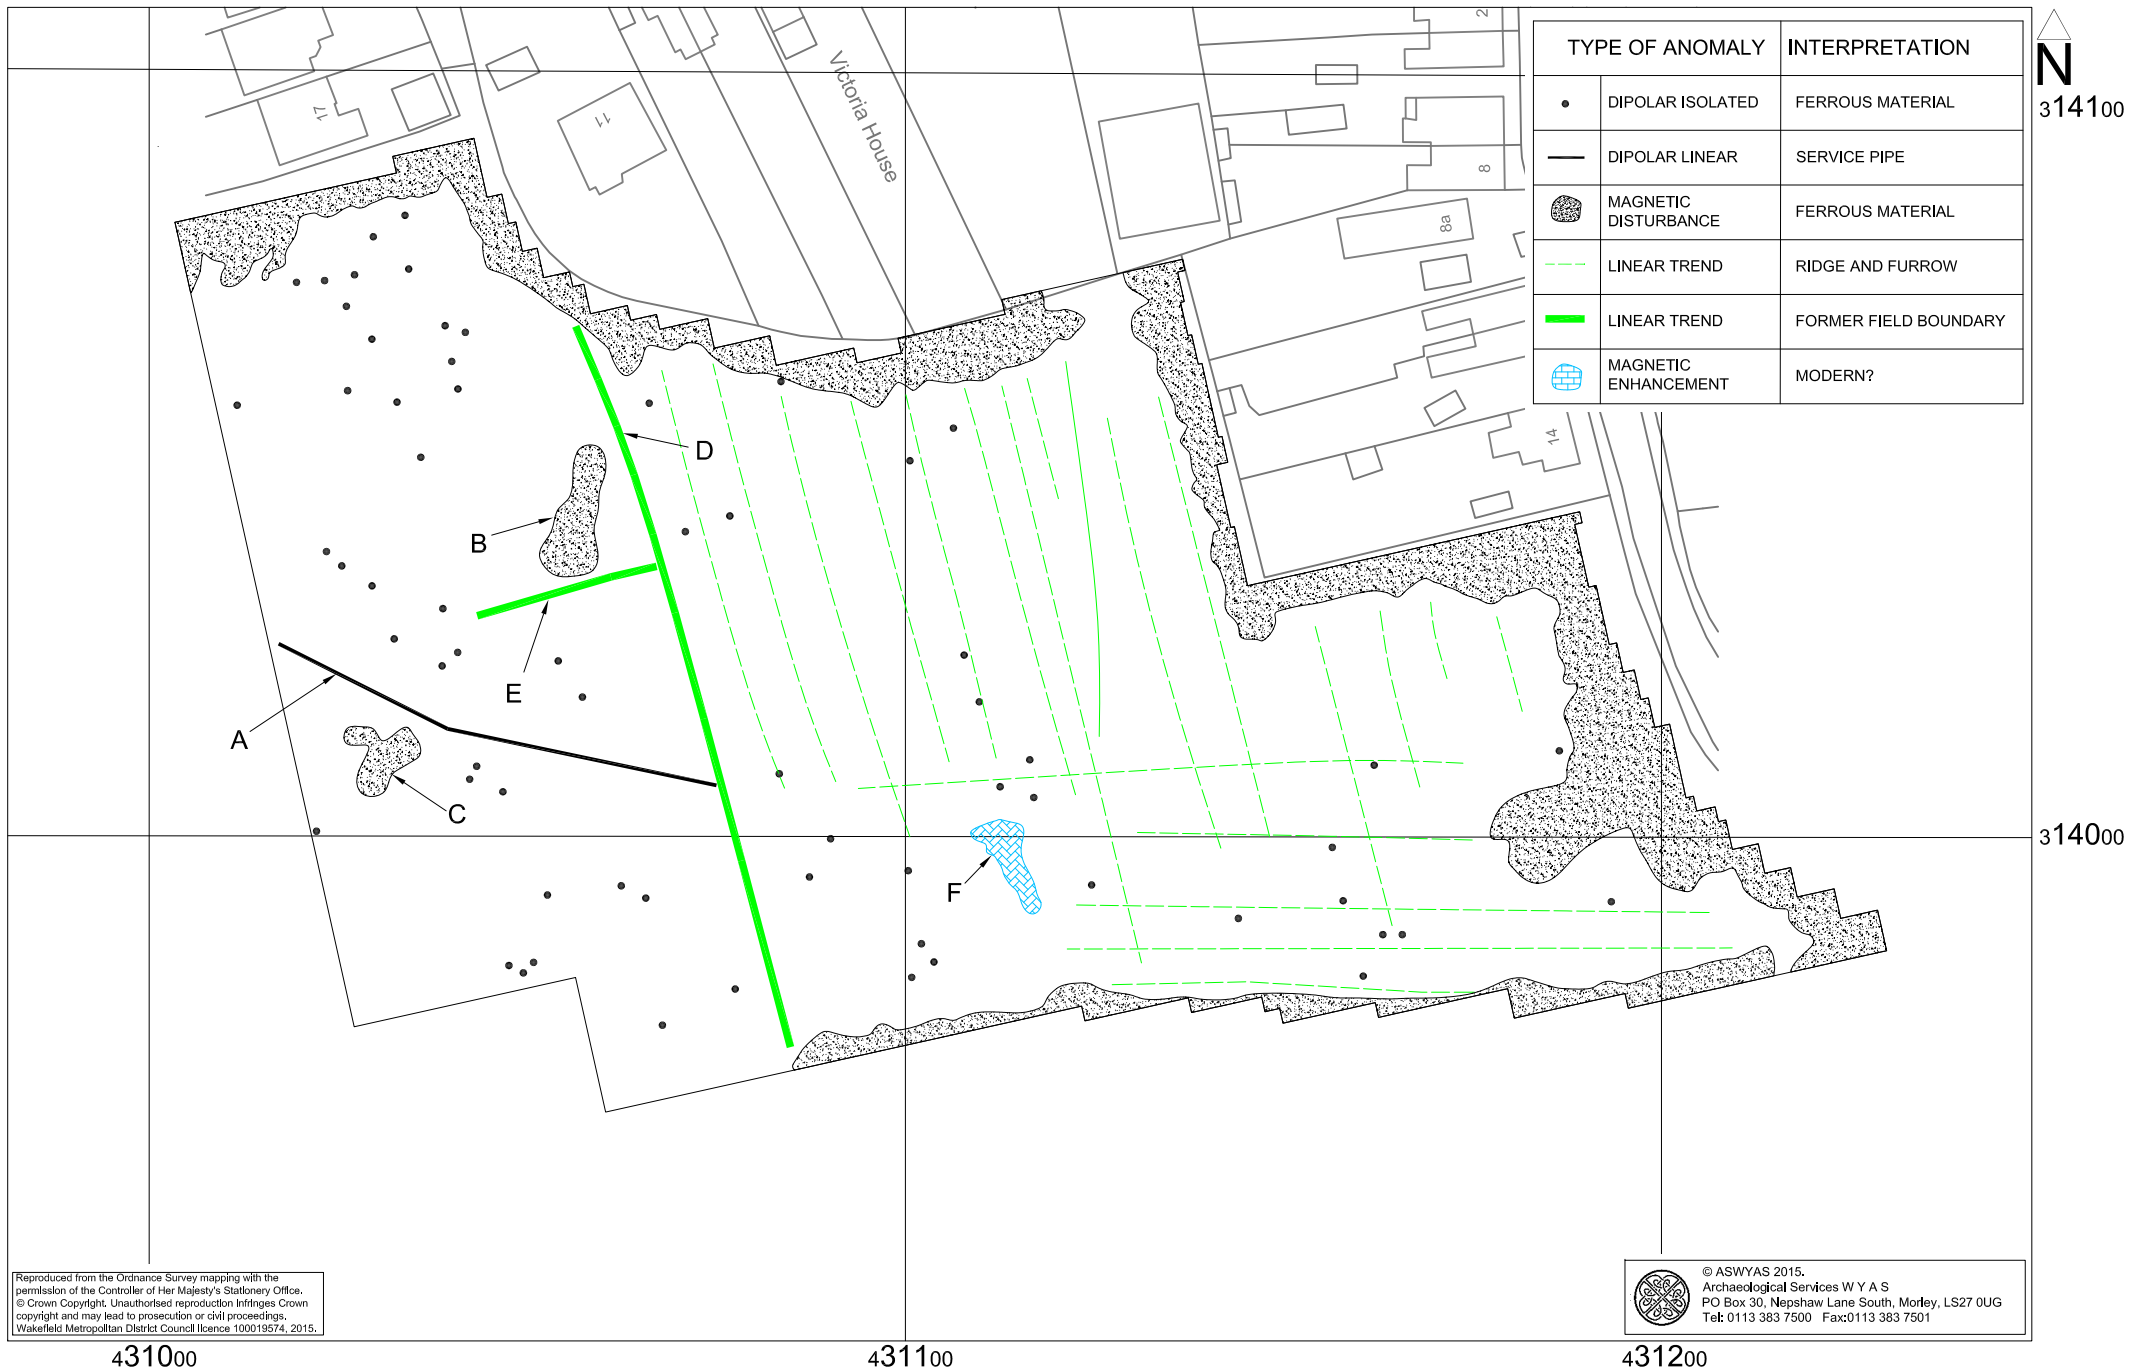 TYPE OF ANOMALY INTERPRETATION
DIPOLAR ISOLATED FERROUS MATERIAL
DIPOLAR LINEAR SERVICE PIPE
MAGNETIC DISTURBANCE FERROUS MATERIAL
LINEAR TREND RIDGE AND FURROW
LINEAR TREND FORMER FIELD BOUNDARY
MAGNETIC ENHANCEMENT MODERN?
N
314100
17
11
Victoria House
2
8
8a
14
D
B
E
A
C
F
314000
Reproduced from the Ordnance Survey mapping with the
permission of the Controller of Her Majesty's Stationery Office.
© Crown Copyright. Unauthorised reproduction infringes Crown
copyright and may lead to prosecution or civil proceedings.
Wakefield Metropolitan District Council licence 100019574, 2015.
© ASWYAS 2015.
Archaeological Services W Y A S
PO Box 30, Nepshaw Lane South, Morley, LS27 0UG
Tel: 0113 383 7500 Fax:0113 383 7501
431000
431100
431200